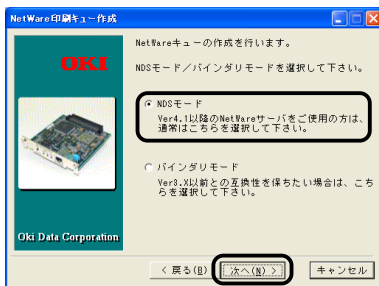 NetWare印刷キュー作成
OKI
NetWareキューの作成を行います。
NDSモード／バインダリモードを選択して下さい。
NDSモード
Ver4.1以降のNetWareサーバをご使用の方は、
通常はこちらを選択して下さい。
バインダリモード
Ver3.X以前との互換性を保ちたい場合は、こち
らを選択して下さい。
Oki Data Corporation
< 戻る(B)
次へ(N) >
キャンセル